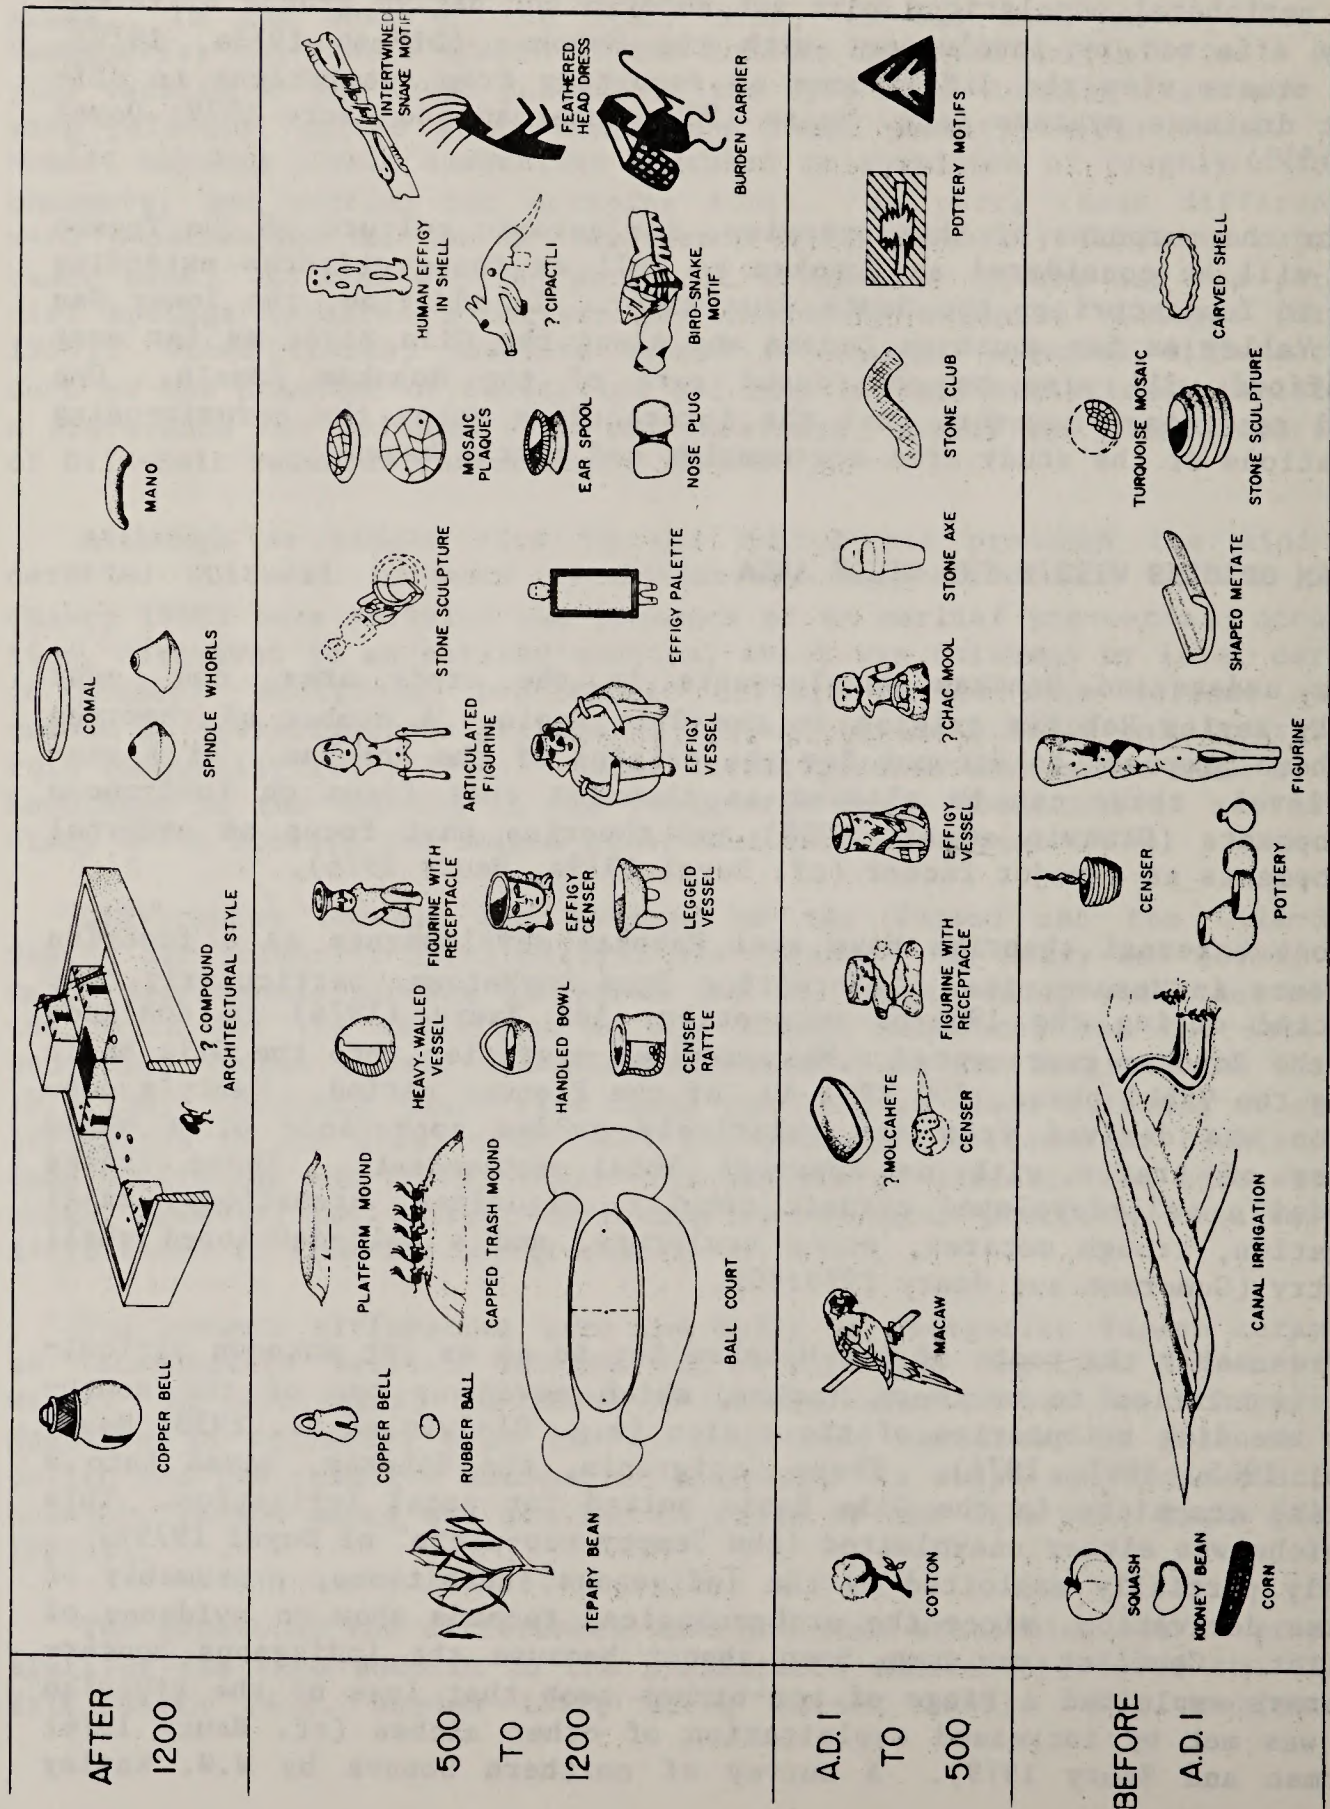 AFTER
1200
COPPER BELL
? COMPOUND
ARCHITECTURAL STYLE
COMAL
SPINDLE WHORLS
MANO
500
TO
1200
TEPARY BEAN
COPPER BELL
RUBBER BALL
PLATFORM MOUND
CAPPED TRASH MOUND
BALL COURT
HEAVY-WALLED
VESSEL
FIGURINE WITH
RECEPTACLE
HANDLED BOWL
EFFIGY
CENSER
CENSER
RATTLE
LEGGED
VESSEL
ARTICULATED
FIGURINE
EFFIGY
VESSEL
STONE SCULPTURE
EFFIGY PALETTE
MOSAIC
PLAQUES
EAR SPOOL
NOSE PLUG
HUMAN EFFIGY
IN SHELL
? CIPACTLI
BIRD-SNAKE
MOTIF
INTERTWINED
SNAKE MOTIF
FEATHERED
HEAD DRESS
BURDEN CARRIER
A.D. I
TO
500
COTTON
MACAW
? MOLCAHETE
CENSER
FIGURINE WITH
RECEPTACLE
EFFIGY
VESSEL
? CHAC MOOL
STONE AXE
STONE CLUB
POTTERY MOTIFS
BEFORE
A.D. I
SQUASH
KIDNEY BEAN
CORN
CANAL IRRIGATION
CENSER
POTTERY
FIGURINE
SHAPED METATE
TURQUOISE MOSAIC
STONE SCULPTURE
CARVED SHELL